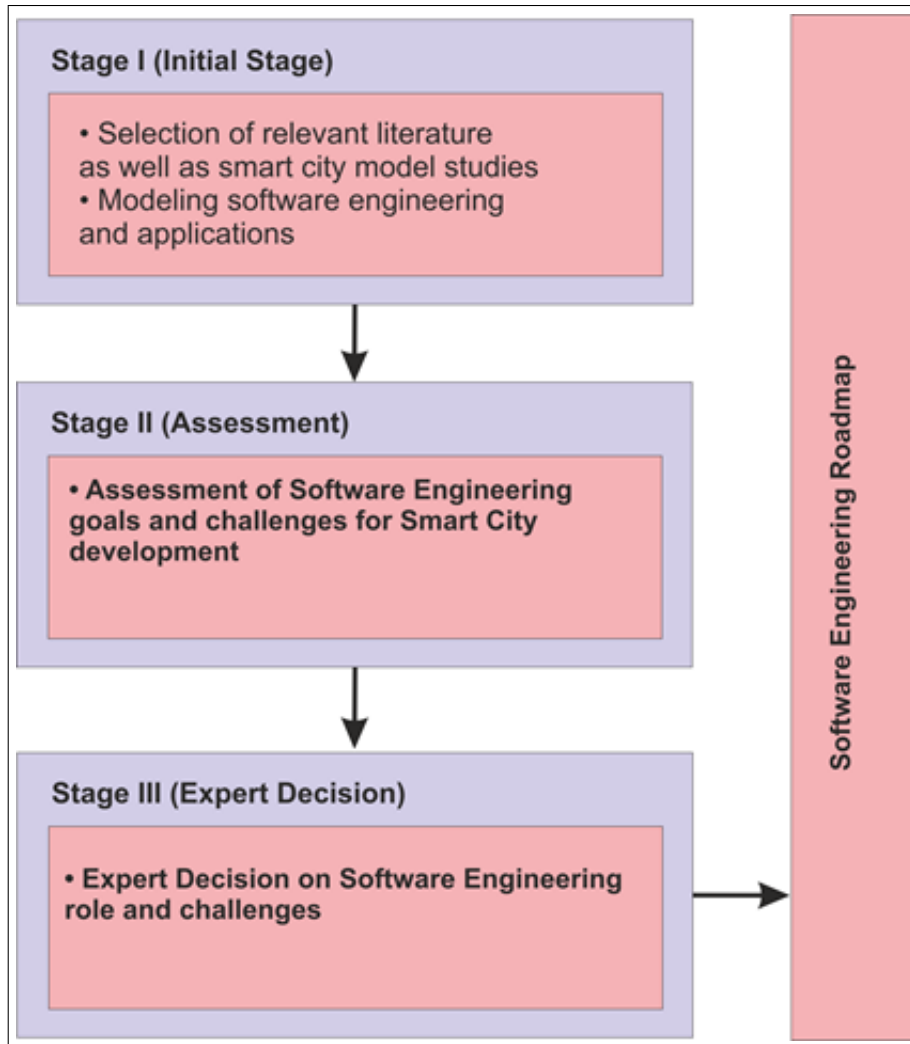 Stage I (Initial Stage)
• Selection of relevant literature
as well as smart city model studies
• Modeling software engineering
and applications
Stage II (Assessment)
• Assessment of Software Engineering
goals and challenges for Smart City
development
Stage III (Expert Decision)
• Expert Decision on Software Engineering
role and challenges
Software Engineering Roadmap